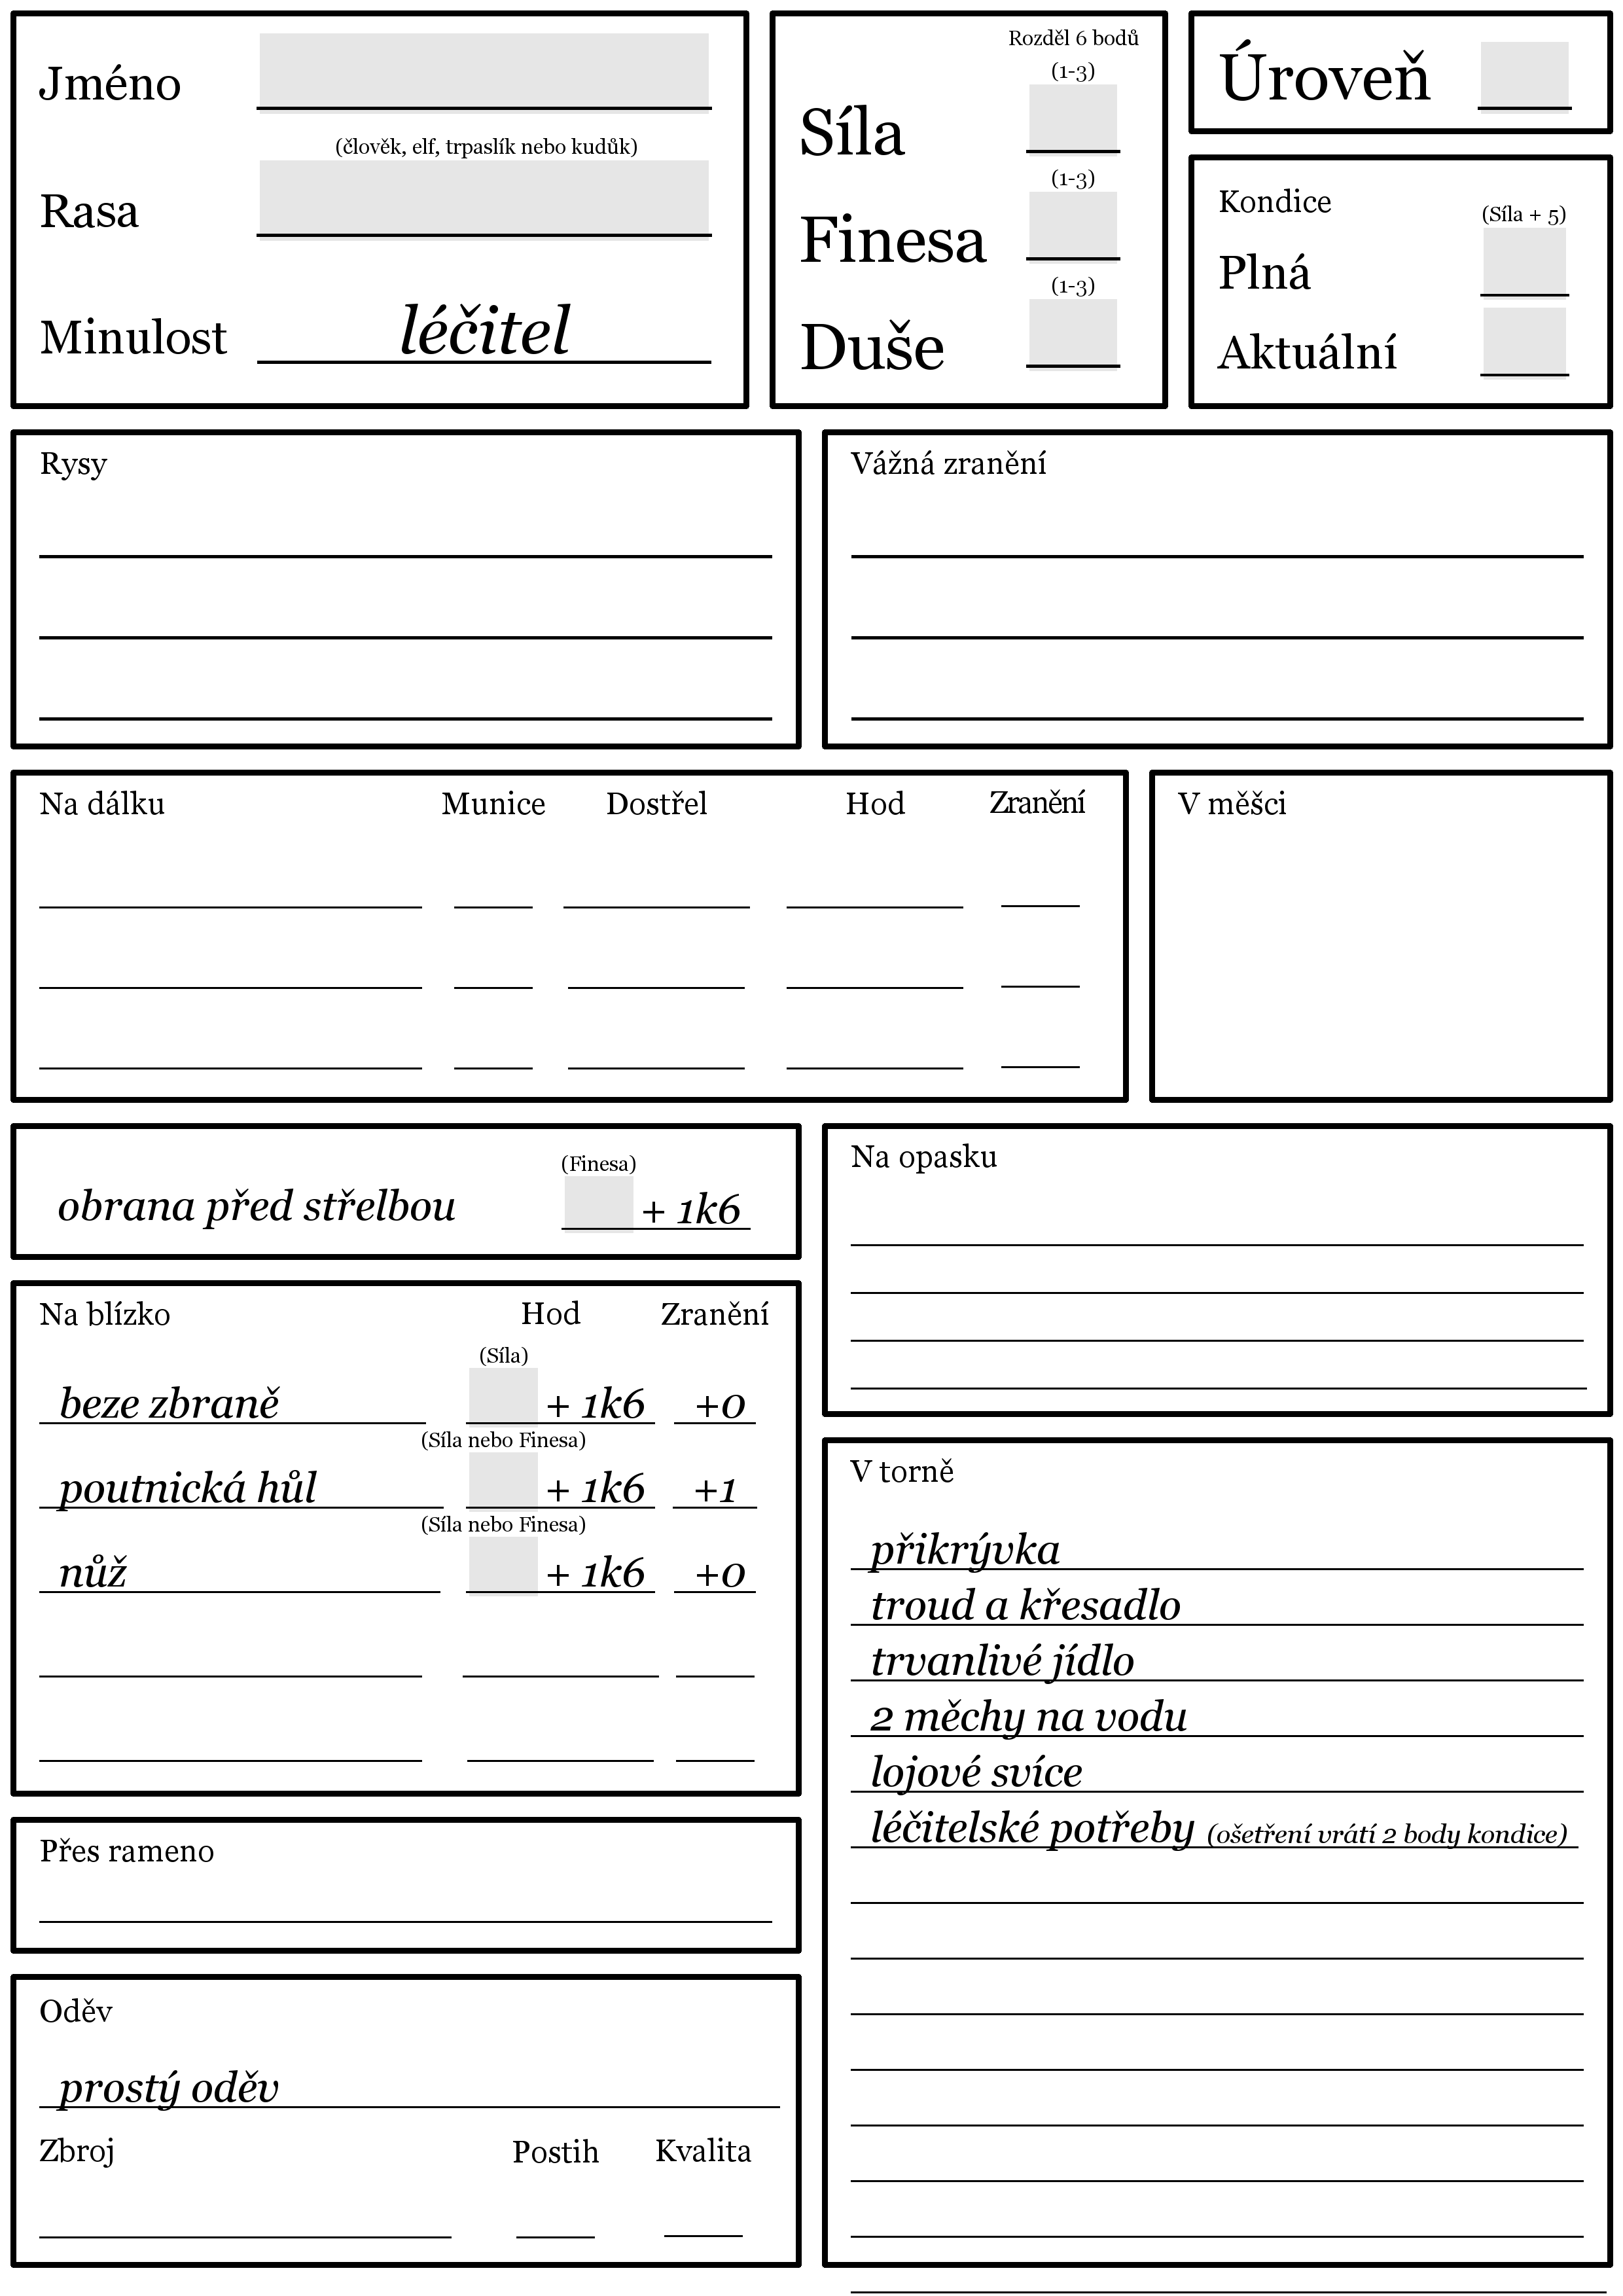 Jméno
(člověk, elf, trpaslík nebo kudůk)
Rasa
Minulost léčitel
Rozděl 6 bodů
(1-3)
Síla
(1-3)
Finesa
(1-3)
Duše
Úroveň
Kondice
(Síla + 5)
Plná
Aktuální
Rysy
Vážná zranění
Na dálku Munice Dostřel Hod Zranění
V měšci
(Finesa)
obrana před střelbou + 1k6
Na opasku
Na blízko Hod Zranění
(Síla)
beze zbraně + 1k6 +0
(Síla nebo Finesa)
poutnická hůl + 1k6 +1
(Síla nebo Finesa)
nůž + 1k6 +0
V torně
přikrývka
troud a křesadlo
trvanlivé jídlo
2 měchy na vodu
lojové svíce
léčitelské potřeby (ošetření vrátí 2 body kondice)
Přes rameno
Oděv
prostý oděv
Zbroj Postih Kvalita